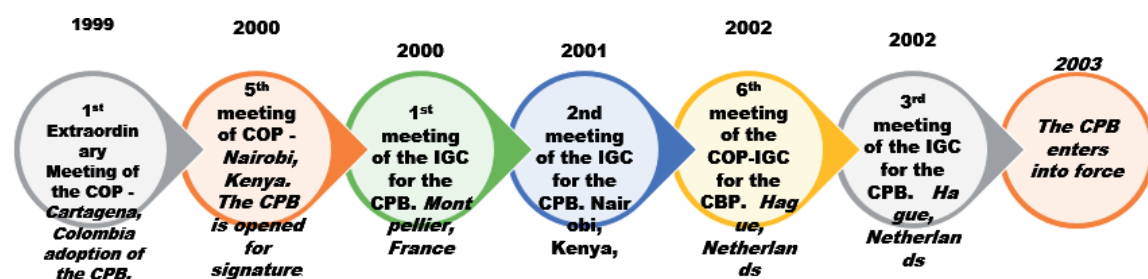 1999
1st
Extraordin
ary
Meeting of
the COP -
Cartagena,
Colombia
adoption of
the CPB.
2000
5th
meeting
of COP -
Nairobi,
Kenya.
The CPB
is opened
for
signature
2000
1st
meeting
of the IGC
for the
CPB. Mont
pellier,
France
2001
2nd
meeting
of the IGC
for the
CPB. Nair
obi,
Kenya,
2002
6th
meeting
of the
COP-IGC
for the
CBP. Hag
ue,
Netherlan
ds
2002
3rd
meeting
of the IGC
for the
CPB. Ha
gue,
Netherlan
ds
2003
The CPB
enters
into force